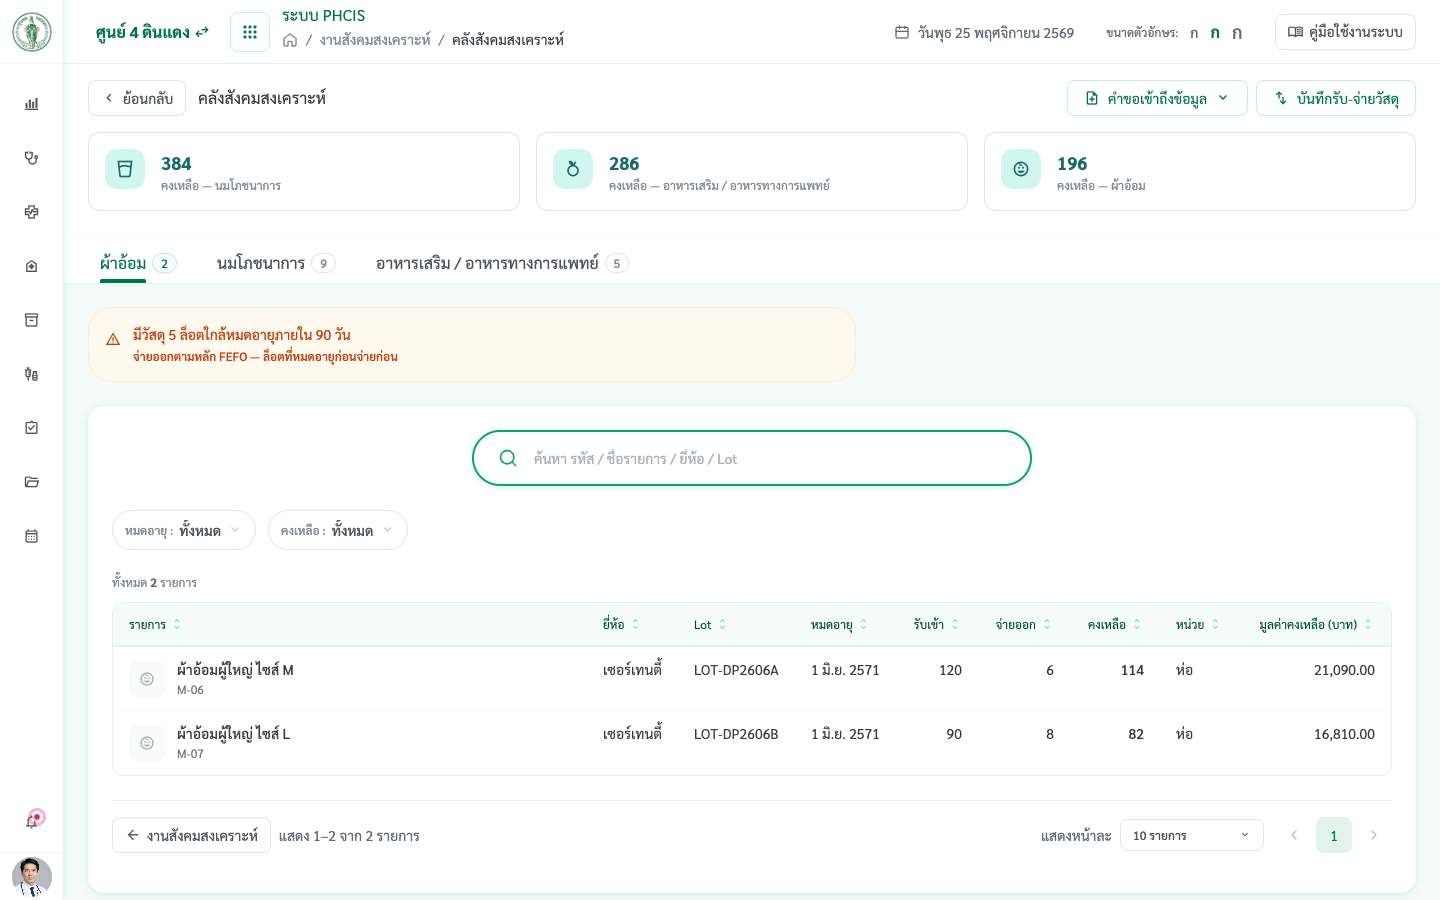 ศูนย์ 4 ดินแดง
ระบบ PHCIS
/ งานสังคมสงเคราะห์ / คลังสังคมสงเคราะห์
วันพุธ 25 พฤศจิกายน 2569
ขนาดตัวอักษร: ก ก ก
คู่มือใช้งานระบบ
ย้อนกลับ
คลังสังคมสงเคราะห์
คำขอเข้าถึงข้อมูล
บันทึกรับ-จ่ายวัสดุ
384
คงเหลือ — นมโภชนาการ
286
คงเหลือ — อาหารเสริม / อาหารทางการแพทย์
196
คงเหลือ — ผ้าอ้อม
ผ้าอ้อม 2
นมโภชนาการ 9
อาหารเสริม / อาหารทางการแพทย์ 5
มีวัสดุ 5 ล็อตใกล้หมดอายุภายใน 90 วัน
จ่ายออกตามหลัก FEFO — ล็อตที่หมดอายุก่อนจ่ายก่อน
ค้นหา รหัส / ชื่อรายการ / ยี่ห้อ / Lot
หมดอายุ : ทั้งหมด
คงเหลือ : ทั้งหมด
ทั้งหมด 2 รายการ
รายการ ยี่ห้อ Lot หมดอายุ รับเข้า จ่ายออก คงเหลือ หน่วย มูลค่าคงเหลือ (บาท)
ผ้าอ้อมผู้ใหญ่ ไซส์ M เซอร์เทนตี้ LOT-DP2606A 1 มิ.ย. 2571 120 6 114 ห่อ 21,090.00
M-06
ผ้าอ้อมผู้ใหญ่ ไซส์ L เซอร์เทนตี้ LOT-DP2606B 1 มิ.ย. 2571 90 8 82 ห่อ 16,810.00
M-07
งานสังคมสงเคราะห์
แสดง 1–2 จาก 2 รายการ
แสดงหน้าละ 10 รายการ
1